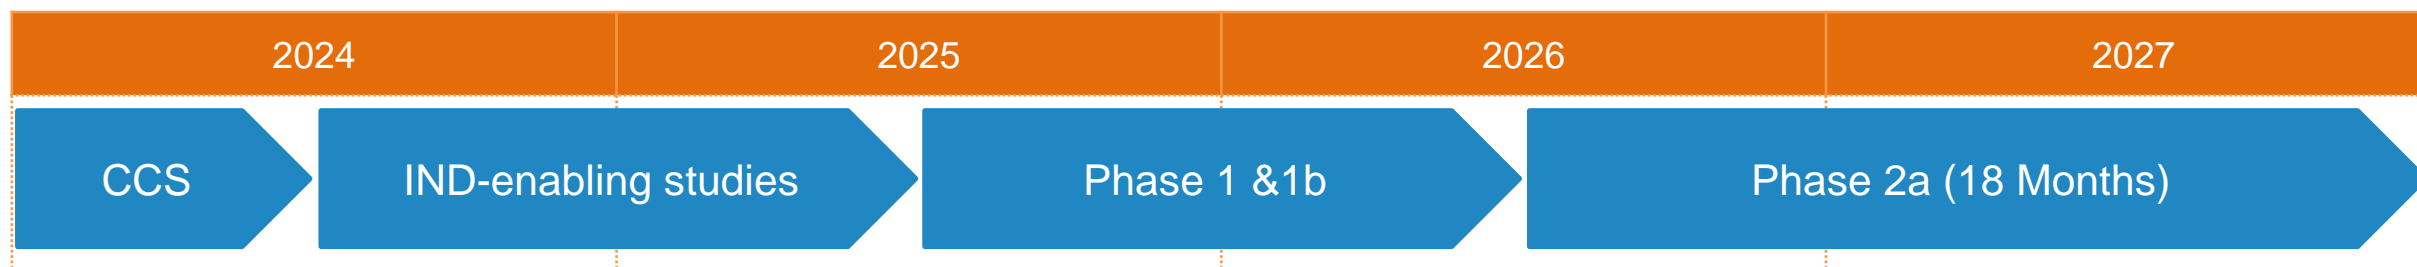 2024 2025 2026 2027
CCS IND-enabling studies Phase 1 &1b Phase 2a (18 Months)